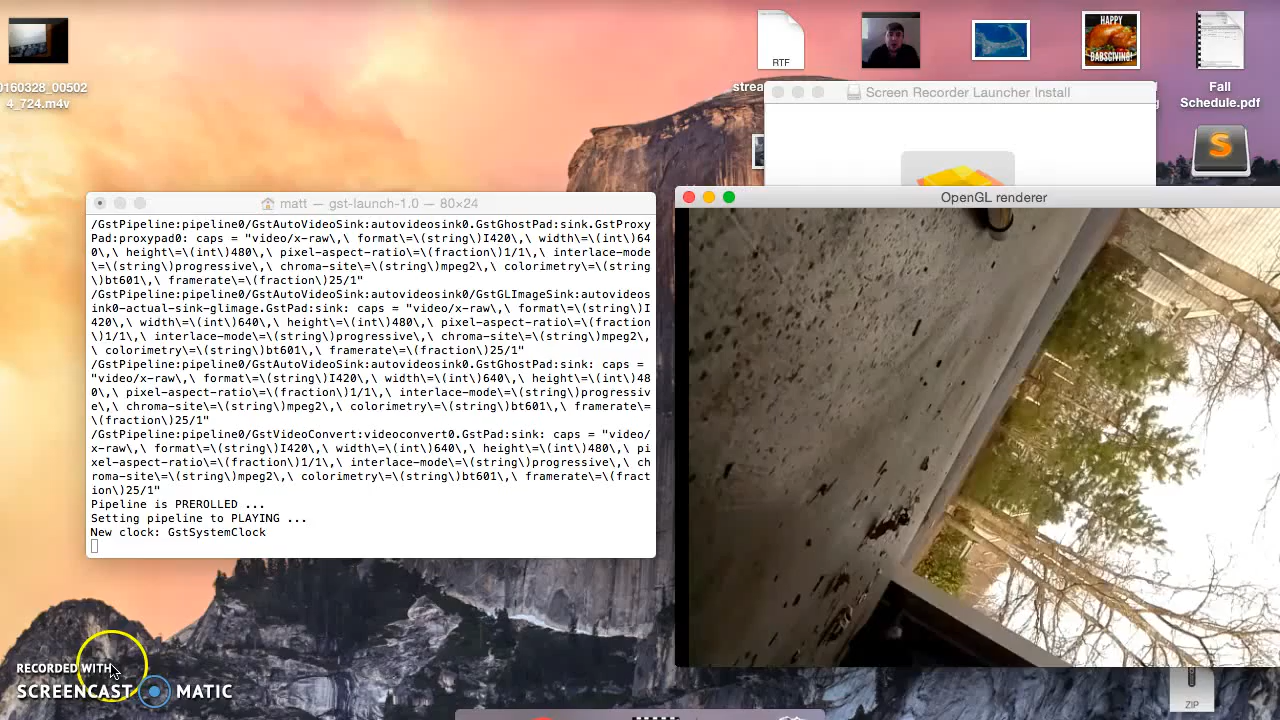 0160328_00502
4_724.m4v
RTF
strea
HAPPY
DABSGIVING!
Fall
Schedule.pdf
S
Screen Recorder Launcher Install
matt — gst-launch-1.0 — 80×24
OpenGL renderer
/GstPipeline:pipeline0/GstAutoVideoSink:autovideosink0.GstGhostPad:sink.GstProxy
Pad:proxypad0: caps = "video/x-raw,\ format\=\(string\)I420,\ width\=\(int\)64
0,\ height\=\(int\)480,\ pixel-aspect-ratio\=\(fraction\)1/1,\ interlace-mode
\=\(string\)progressive,\ chroma-site\=\(string\)mpeg2,\ colorimetry\=\(string
\)bt601,\ framerate\=\(fraction\)25/1"
/GstPipeline:pipeline0/GstAutoVideoSink:autovideosink0/GstGLImageSink:autovideos
ink0-actual-sink-glimage.GstPad:sink: caps = "video/x-raw,\ format\=\(string\)I
420,\ width\=\(int\)640,\ height\=\(int\)480,\ pixel-aspect-ratio\=\(fraction
\)1/1,\ interlace-mode\=\(string\)progressive,\ chroma-site\=\(string\)mpeg2,
\ colorimetry\=\(string\)bt601,\ framerate\=\(fraction\)25/1"
/GstPipeline:pipeline0/GstAutoVideoSink:autovideosink0.GstGhostPad:sink: caps =
"video/x-raw,\ format\=\(string\)I420,\ width\=\(int\)640,\ height\=\(int\)48
0,\ pixel-aspect-ratio\=\(fraction\)1/1,\ interlace-mode\=\(string\)progressiv
e,\ chroma-site\=\(string\)mpeg2,\ colorimetry\=\(string\)bt601,\ framerate\=
\(fraction\)25/1"
/GstPipeline:pipeline0/GstVideoConvert:videoconvert0.GstPad:sink: caps = "video/
x-raw,\ format\=\(string\)I420,\ width\=\(int\)640,\ height\=\(int\)480,\ pi
xel-aspect-ratio\=\(fraction\)1/1,\ interlace-mode\=\(string\)progressive,\ ch
roma-site\=\(string\)mpeg2,\ colorimetry\=\(string\)bt601,\ framerate\=\(fract
ion\)25/1"
Pipeline is PREROLLED ...
Setting pipeline to PLAYING ...
New clock: GstSystemClock
RECORDED WITH
SCREENCAST MATIC
ZIP